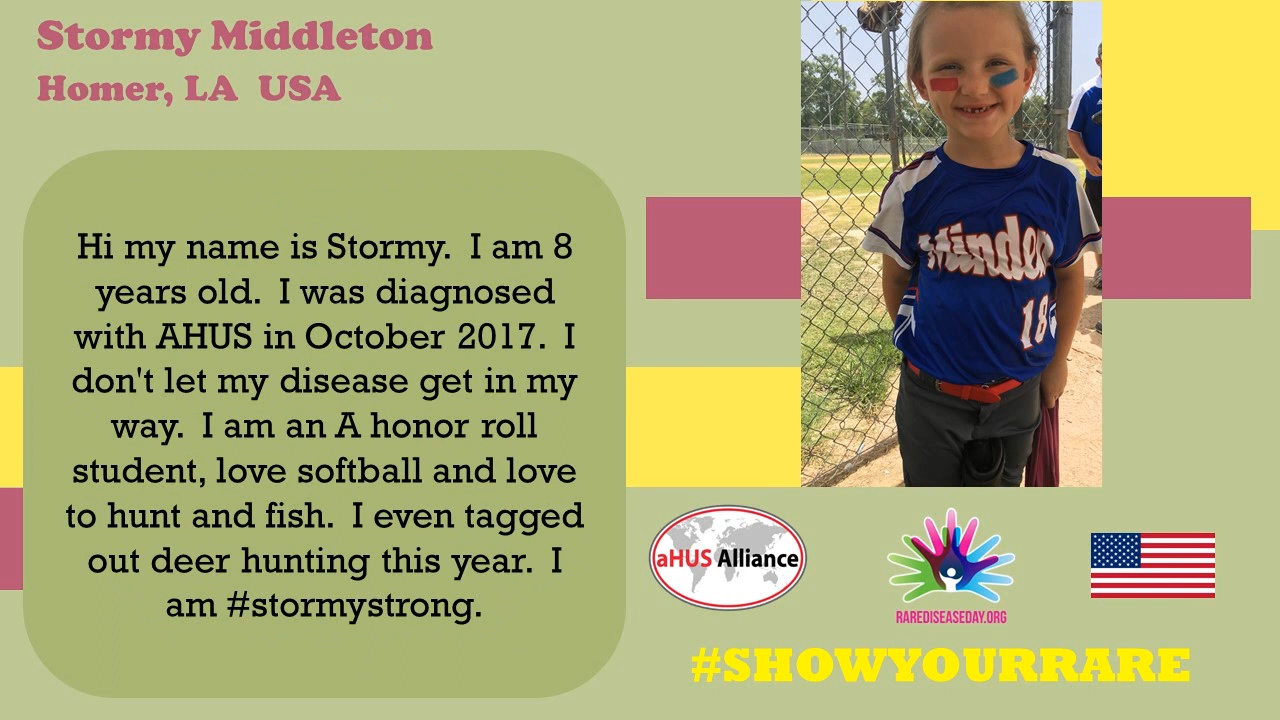 Stormy Middleton
Homer, LA USA
Hi my name is Stormy. I am 8
years old. I was diagnosed
with AHUS in October 2017. I
don't let my disease get in my
way. I am an A honor roll
student, love softball and love
to hunt and fish. I even tagged
out deer hunting this year. I
am #stormystrong.
Minden
18
aHUS Alliance
RAREDISEASEDAY.ORG
#SHOWYOURRARE